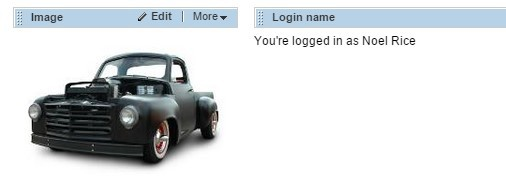 Image Edit More
Login name
You're logged in as Noel Rice